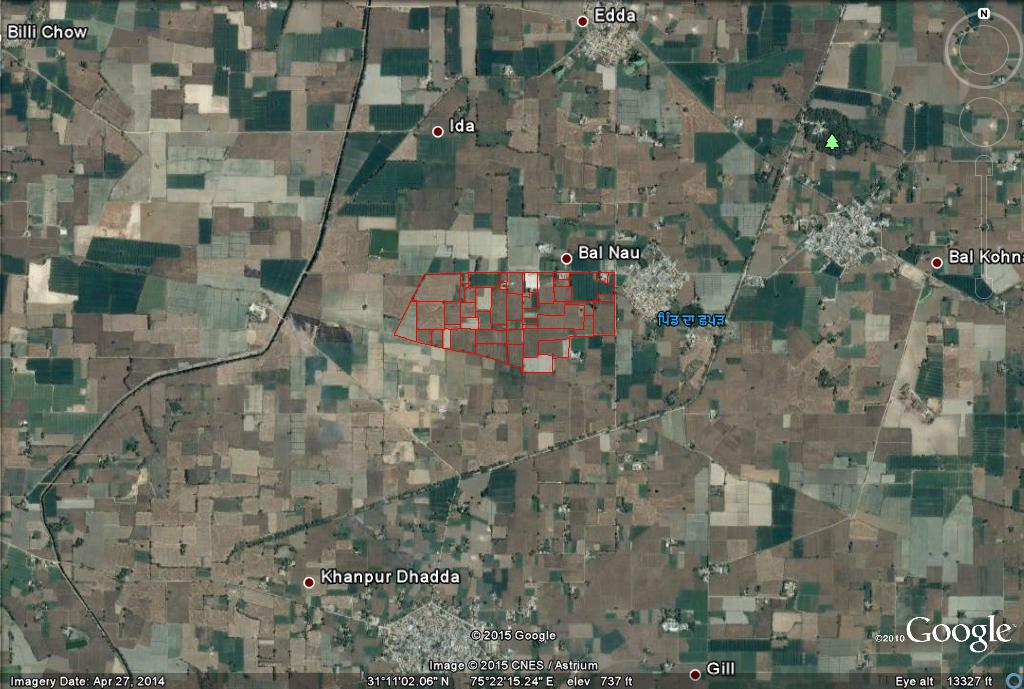 Billi Chow
Edda
N
Ida
Bal Nau
Bal Kohna
ਪਿੰਡ ਦਾ ਛਪੜ
Khanpur Dhadda
© 2015 Google
©2010 Google™
Image © 2015 CNES / Astrium
Gill
Imagery Date: Apr 27, 2014 31°11'02.06" N 75°22'15.24" E elev 737 ft Eye alt 13327 ft